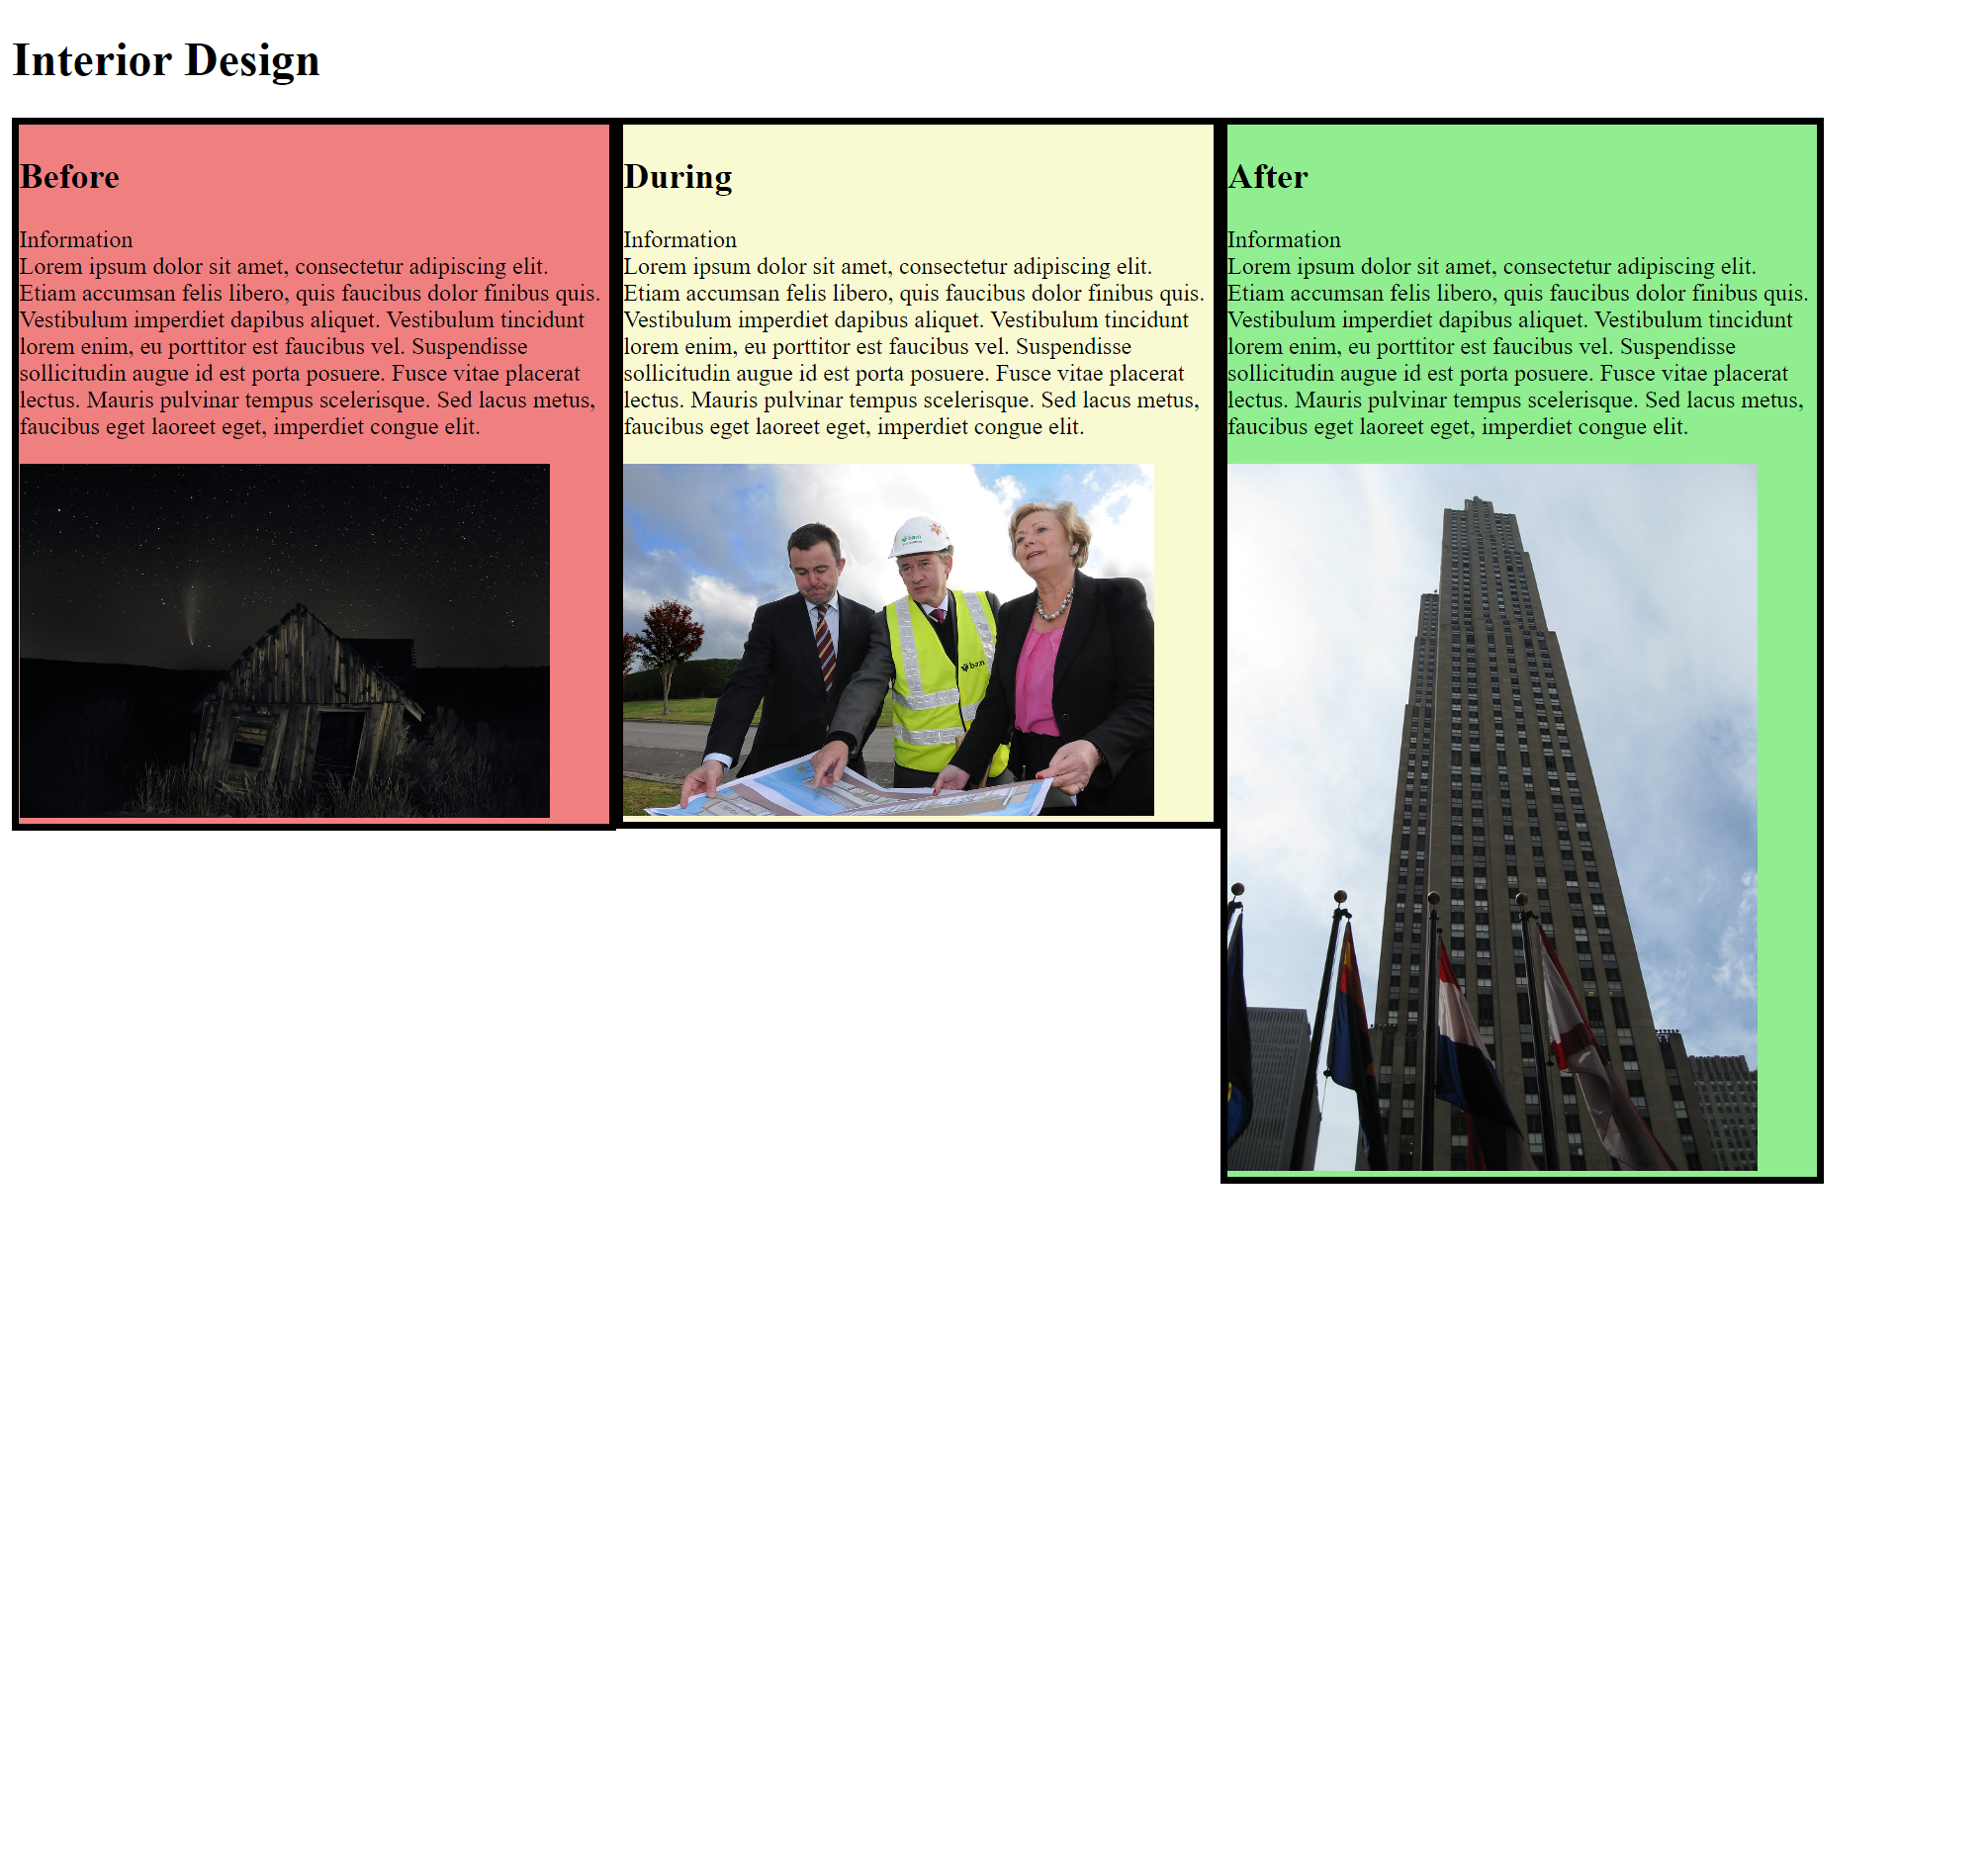 Interior Design
Before
Information
Lorem ipsum dolor sit amet, consectetur adipiscing elit.
Etiam accumsan felis libero, quis faucibus dolor finibus quis.
Vestibulum imperdiet dapibus aliquet. Vestibulum tincidunt
lorem enim, eu porttitor est faucibus vel. Suspendisse
sollicitudin augue id est porta posuere. Fusce vitae placerat
lectus. Mauris pulvinar tempus scelerisque. Sed lacus metus,
faucibus eget laoreet eget, imperdiet congue elit.
During
Information
Lorem ipsum dolor sit amet, consectetur adipiscing elit.
Etiam accumsan felis libero, quis faucibus dolor finibus quis.
Vestibulum imperdiet dapibus aliquet. Vestibulum tincidunt
lorem enim, eu porttitor est faucibus vel. Suspendisse
sollicitudin augue id est porta posuere. Fusce vitae placerat
lectus. Mauris pulvinar tempus scelerisque. Sed lacus metus,
faucibus eget laoreet eget, imperdiet congue elit.
bam
bam
After
Information
Lorem ipsum dolor sit amet, consectetur adipiscing elit.
Etiam accumsan felis libero, quis faucibus dolor finibus quis.
Vestibulum imperdiet dapibus aliquet. Vestibulum tincidunt
lorem enim, eu porttitor est faucibus vel. Suspendisse
sollicitudin augue id est porta posuere. Fusce vitae placerat
lectus. Mauris pulvinar tempus scelerisque. Sed lacus metus,
faucibus eget laoreet eget, imperdiet congue elit.